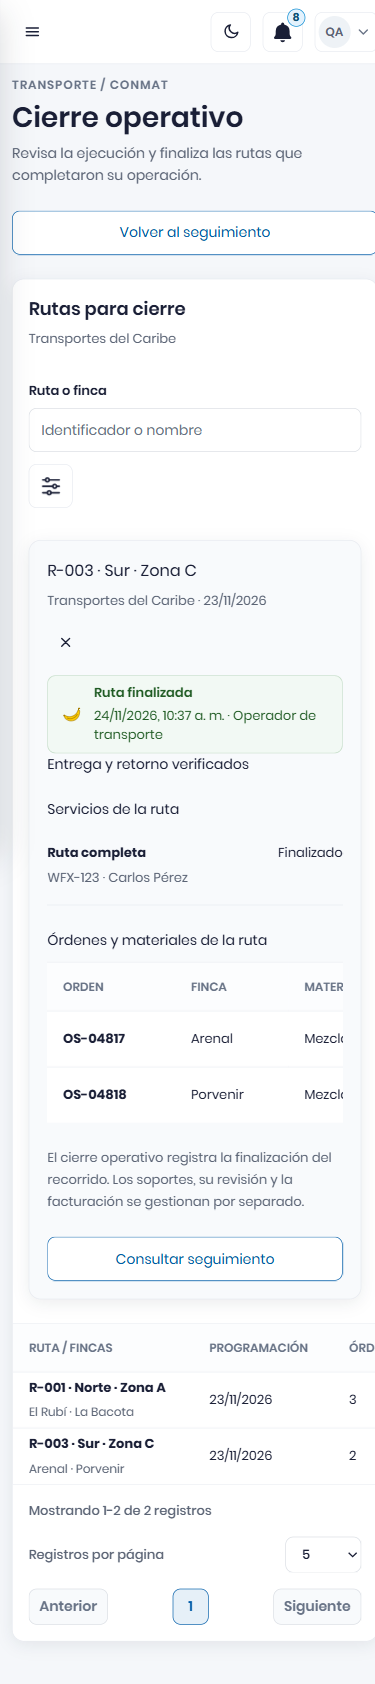 8
QA
TRANSPORTE / CONMAT
Cierre operativo
Revisa la ejecución y finaliza las rutas que
completaron su operación.
Volver al seguimiento
Rutas para cierre
Transportes del Caribe
Ruta o finca
Identificador o nombre
R-003 · Sur · Zona C
Transportes del Caribe · 23/11/2026
Ruta finalizada
24/11/2026, 10:37 a. m. · Operador de
transporte
Entrega y retorno verificados
Servicios de la ruta
Ruta completa Finalizado
WFX-123 · Carlos Pérez
Órdenes y materiales de la ruta
ORDEN FINCA MATER
OS-04817 Arenal Mezcl
OS-04818 Porvenir Mezcl
El cierre operativo registra la finalización del
recorrido. Los soportes, su revisión y la
facturación se gestionan por separado.
Consultar seguimiento
RUTA / FINCAS PROGRAMACIÓN ÓRD
R-001 · Norte · Zona A 23/11/2026 3
El Rubí · La Bacota
R-003 · Sur · Zona C 23/11/2026 2
Arenal · Porvenir
Mostrando 1-2 de 2 registros
Registros por página 5
Anterior 1 Siguiente